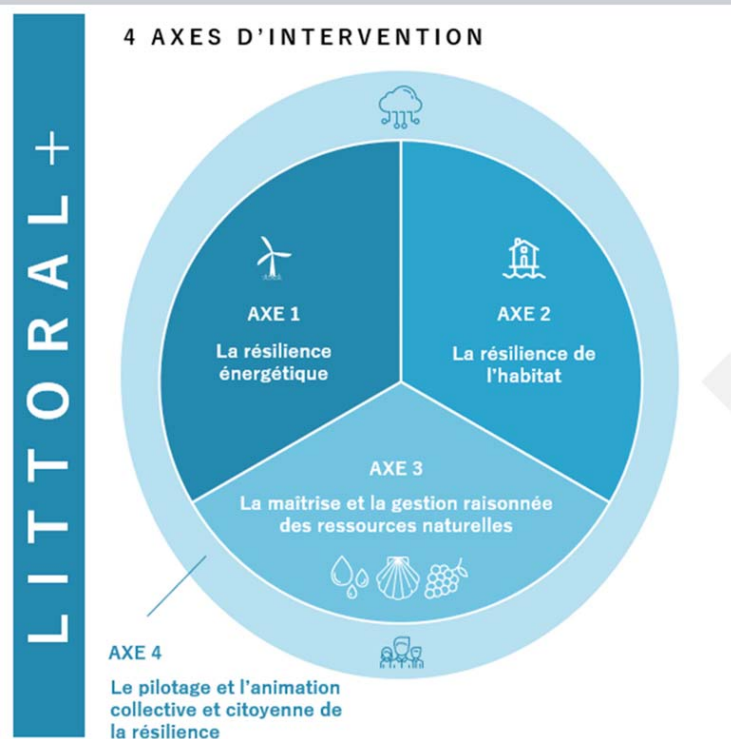 LITTORAL+
4 AXES D'INTERVENTION
AXE 1
La résilience
énergétique
AXE 2
La résilience de
l'habitat
AXE 3
La maîtrise et la gestion raisonnée
des ressources naturelles
AXE 4
Le pilotage et l'animation
collective et citoyenne de
la résilience